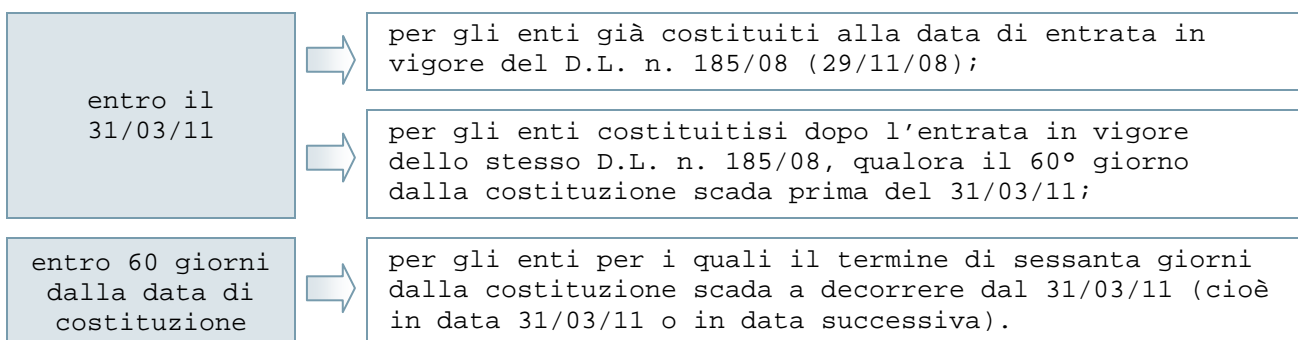 entro il
31/03/11
per gli enti già costituiti alla data di entrata in
vigore del D.L. n. 185/08 (29/11/08);
per gli enti costituitisi dopo l'entrata in vigore
dello stesso D.L. n. 185/08, qualora il 60º giorno
dalla costituzione scada prima del 31/03/11;
entro 60 giorni
dalla data di
costituzione
per gli enti per i quali il termine di sessanta giorni
dalla costituzione scada a decorrere dal 31/03/11 (cioè
in data 31/03/11 o in data successiva).